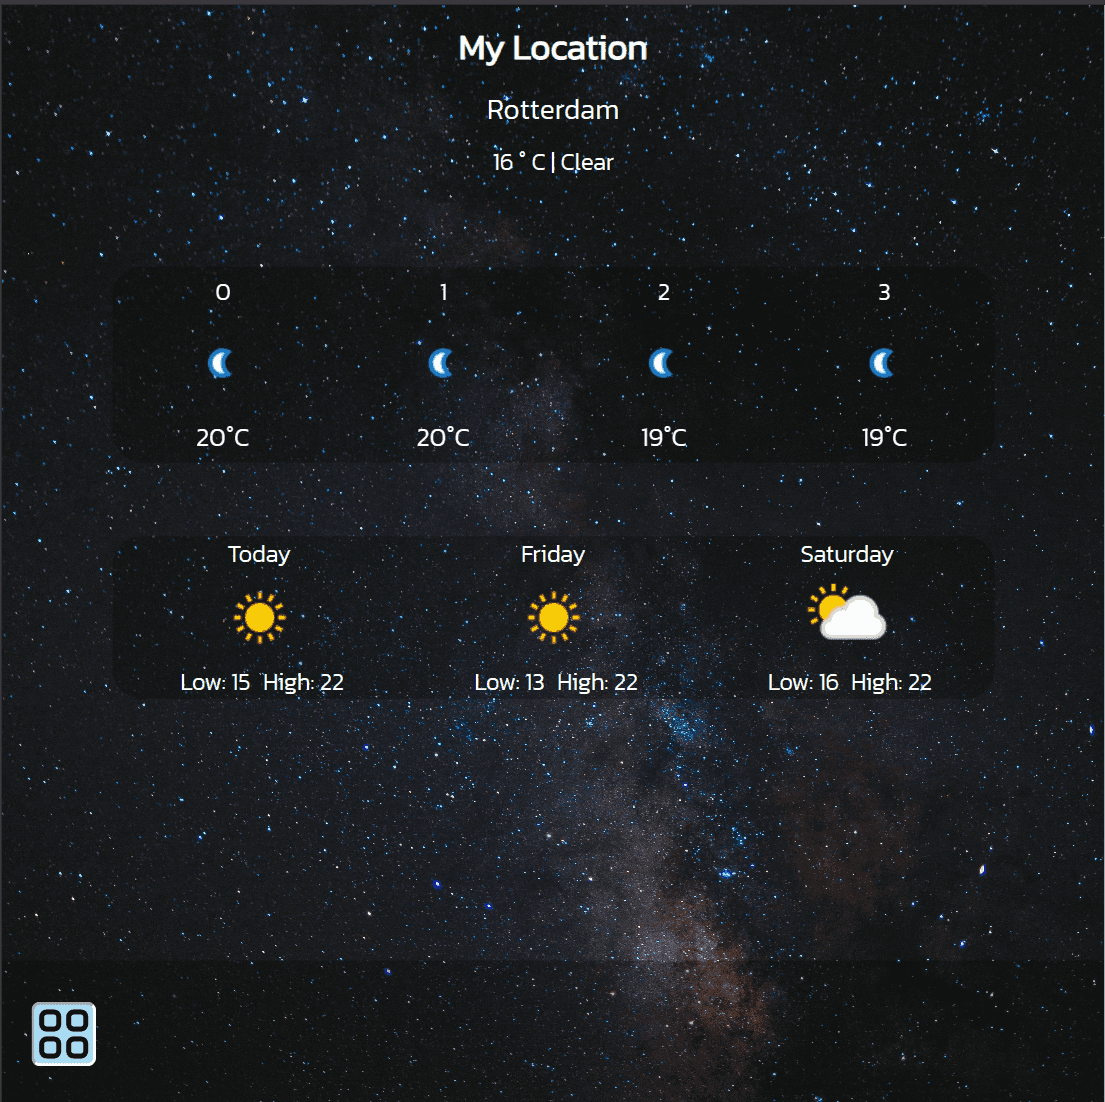 My Location
Rotterdam
16 ° C | Clear
0 1 2 3
20°C 20°C 19°C 19°C
Today Friday Saturday
Low: 15 High: 22 Low: 13 High: 22 Low: 16 High: 22